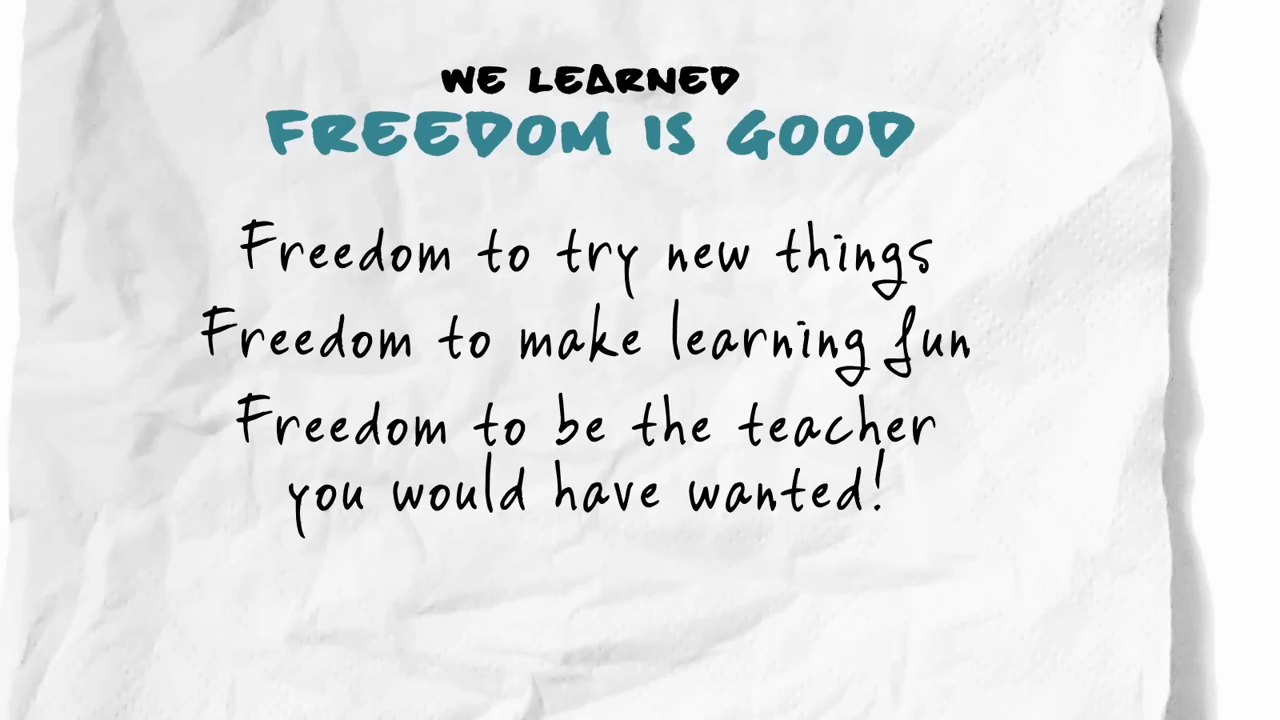 WE LEARNED
FREEDOM IS GOOD
Freedom to try new things
Freedom to make learning fun
Freedom to be the teacher
you would have wanted!